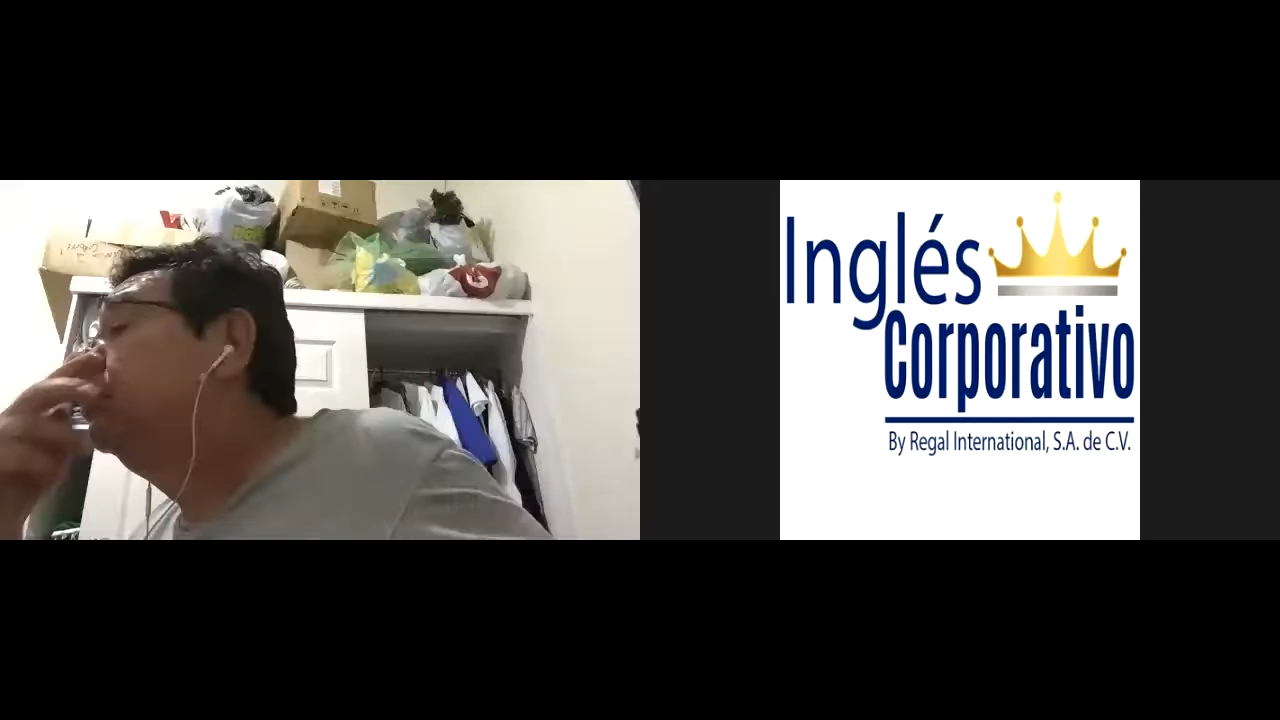 Inglés
Corporativo
By Regal International, S.A. de C.V.